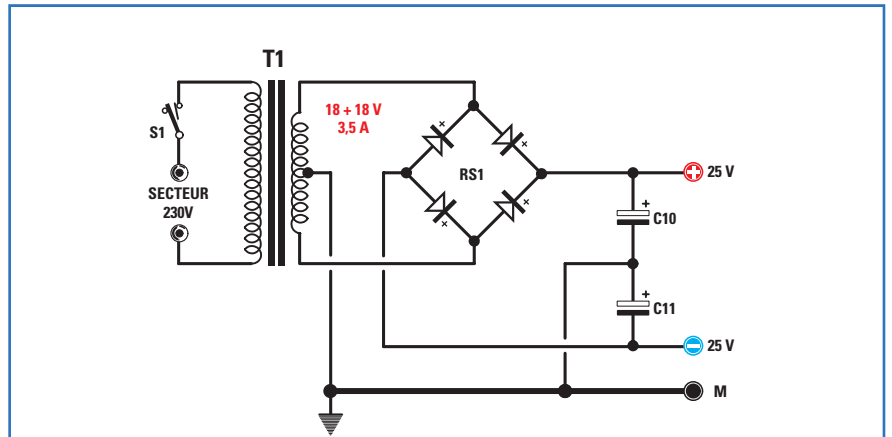 T1
18 + 18 V
3,5 A
S1
SECTEUR
230V
RS1
+
25 V
+
C10
+
C11
−
25 V
M